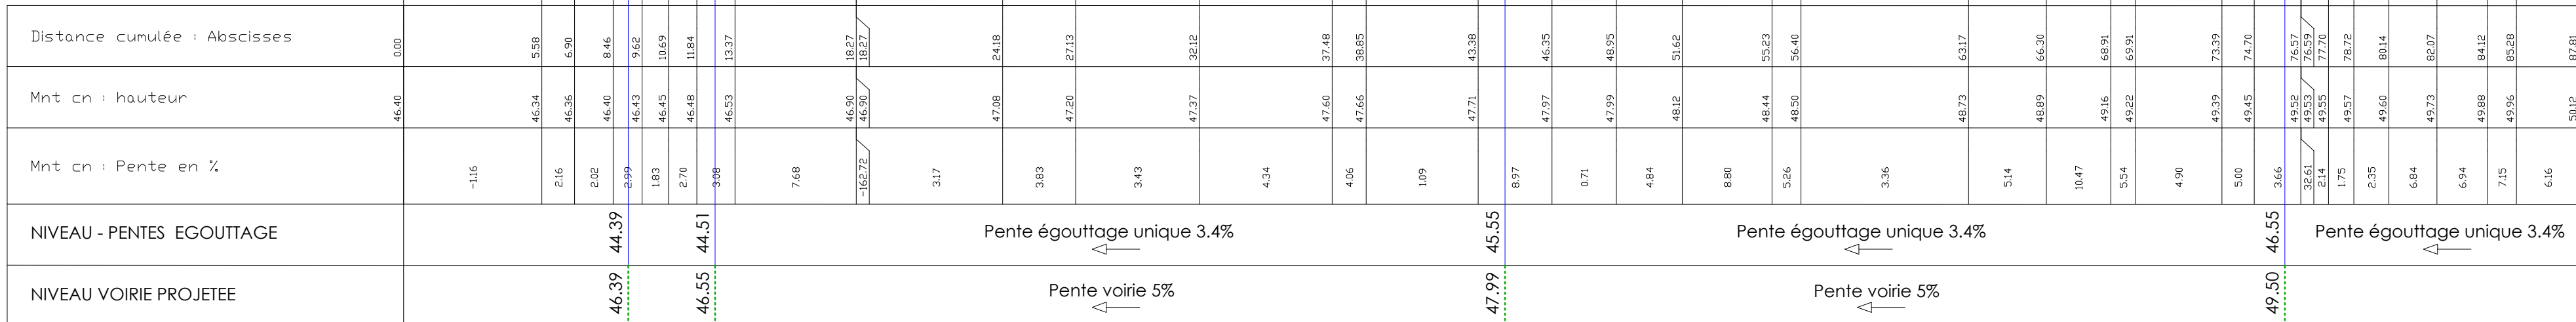 Distance cumulée : Abscisses 0.00 5.58 6.90 8.46 9.62 10.69 11.84 13.37 18.27 18.27 24.18 27.13 32.12 37.48 38.85 43.38 46.35 48.95 51.62 55.23 56.40 63.17 66.30 68.91 69.91 73.39 74.70 76.57 76.59 77.70 78.72 80.14 82.07 84.12 85.28 87.81
Mnt cn : hauteur 46.40 46.34 46.36 46.40 46.43 46.45 46.48 46.53 46.90 46.90 47.08 47.20 47.37 47.60 47.66 47.71 47.97 47.99 48.12 48.44 48.50 48.73 48.89 49.16 49.22 49.39 49.45 49.52 49.53 49.55 49.57 49.60 49.73 49.88 49.96 50.12
Mnt cn : Pente en % -1.16 2.16 2.02 2.99 1.83 2.70 3.08 7.68 -162.72 3.17 3.83 3.43 4.34 4.06 1.09 8.97 0.71 4.84 8.80 5.26 3.36 5.14 10.47 5.54 4.90 5.00 3.66 32.61 2.14 1.75 2.35 6.84 6.94 7.15 6.16
NIVEAU - PENTES EGOUTTAGE 44.39 44.51 Pente égouttage unique 3.4% 45.55 Pente égouttage unique 3.4% 46.55 Pente égouttage unique 3.4%
NIVEAU VOIRIE PROJETEE 46.39 46.55 Pente voirie 5% 47.99 Pente voirie 5% 49.50